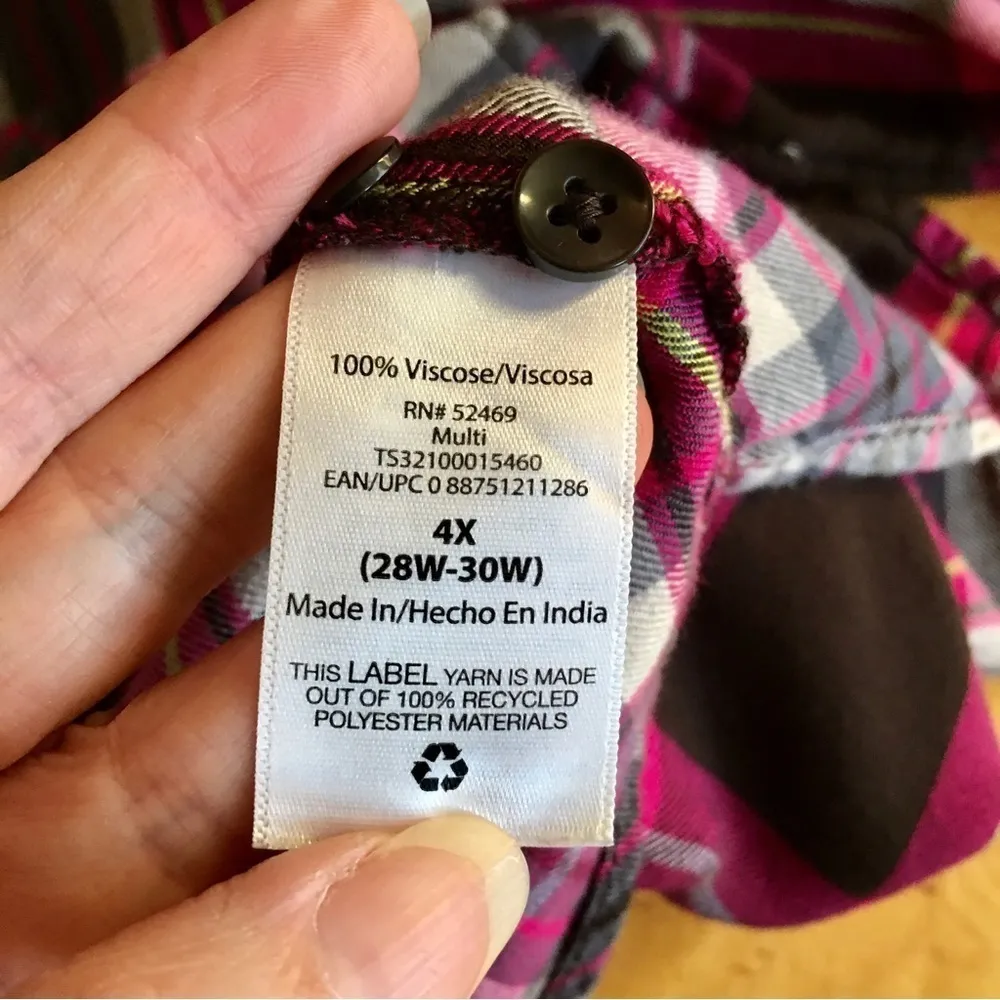 100% Viscose/Viscosa
RN# 52469
Multi
TS32100015460
EAN/UPC 0 88751211286
4X
(28W-30W)
Made In/Hecho En India
THIS LABEL YARN IS MADE
OUT OF 100% RECYCLED
POLYESTER MATERIALS